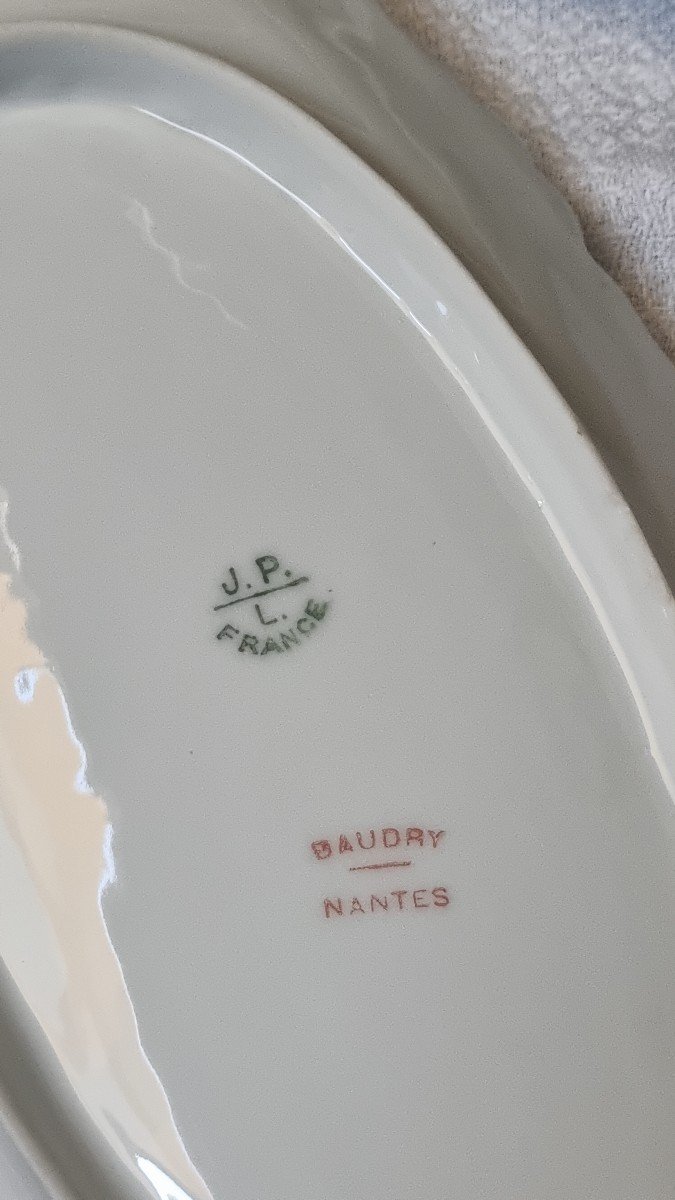 J.P.
L.
FRANCE
BAUDRY
NANTES